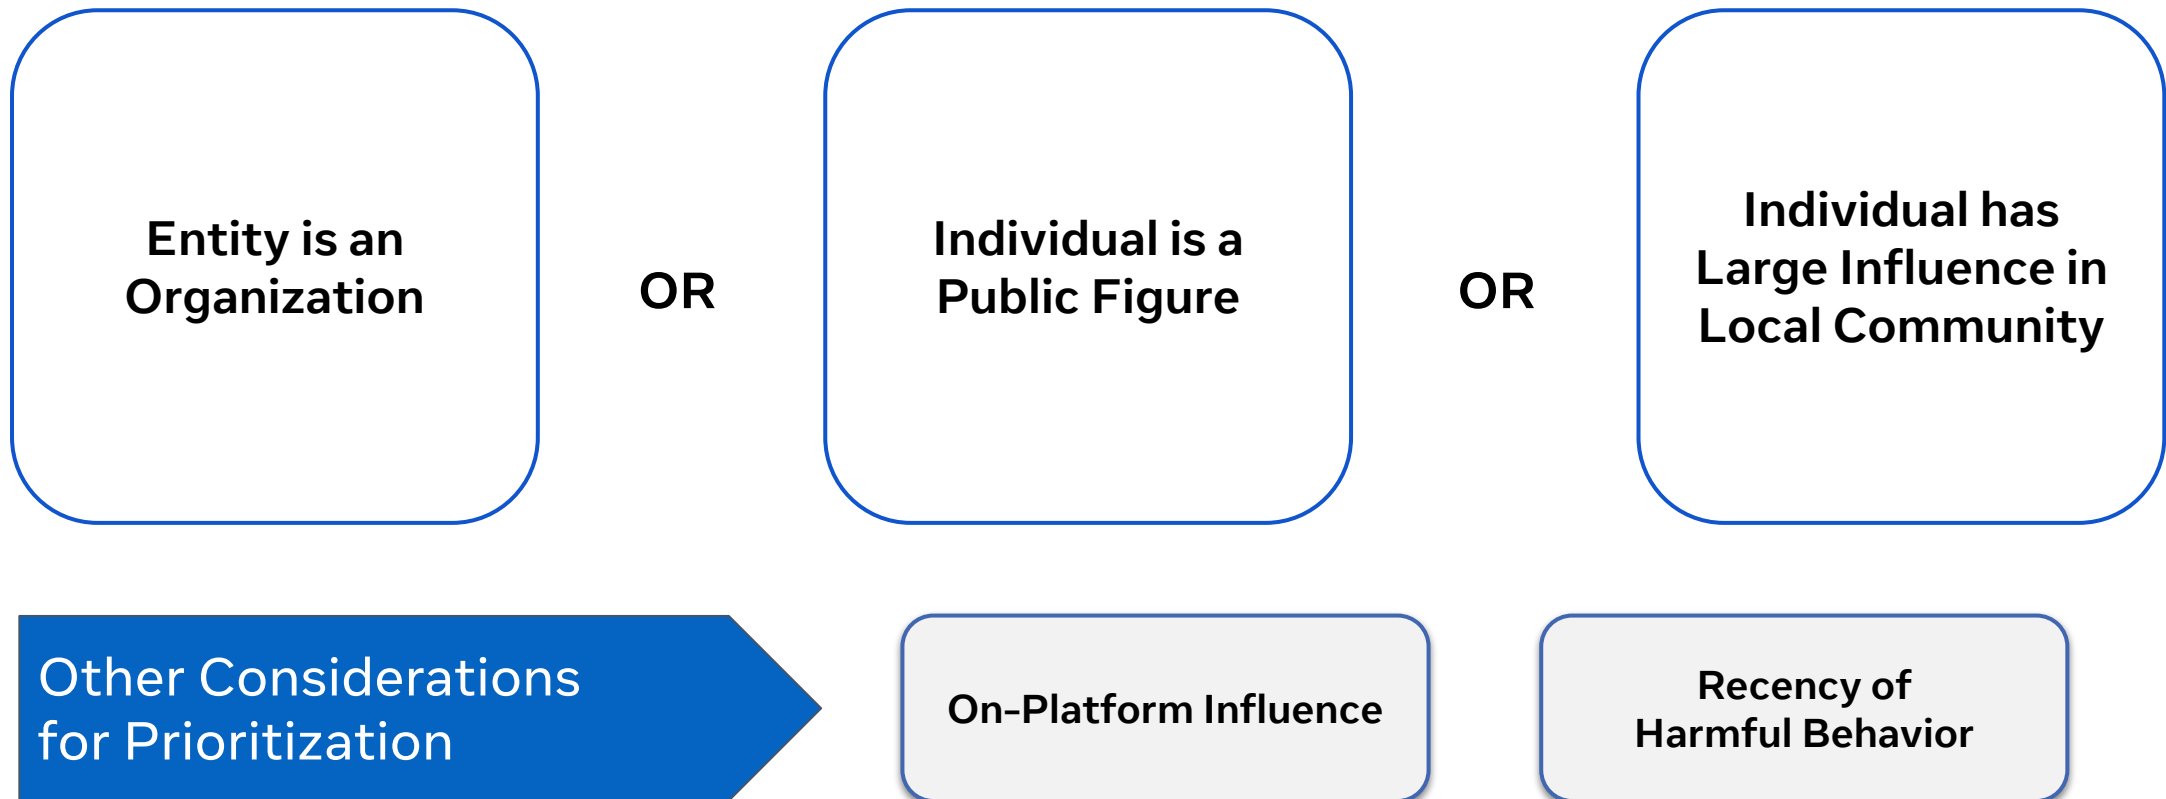 Entity is an
Organization
OR
Individual is a
Public Figure
OR
Individual has
Large Influence in
Local Community
Other Considerations
for Prioritization
On-Platform Influence
Recency of
Harmful Behavior